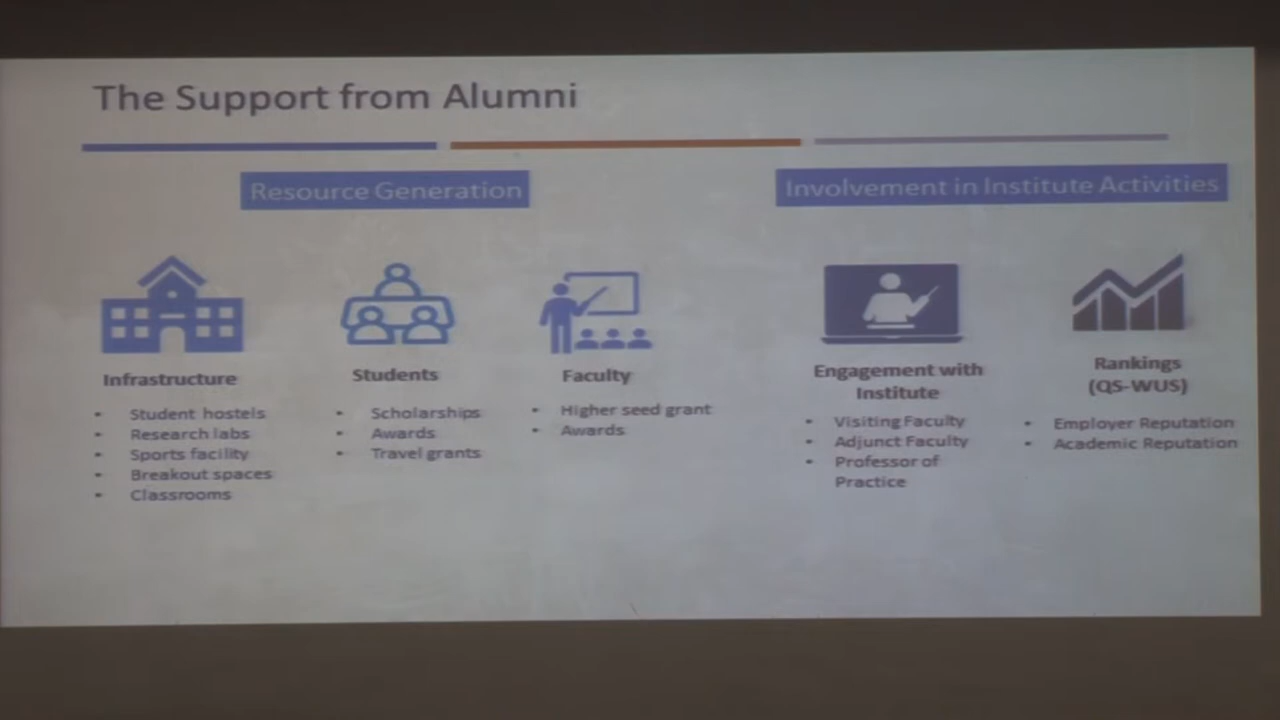 The Support from Alumni
Resource Generation
Involvement in Institute Activities
Infrastructure
• Student hostels
• Research labs
• Sports facility
• Breakout spaces
• Classrooms
Students
• Scholarships
• Awards
• Travel grants
Faculty
• Higher seed grant
• Awards
Engagement with
Institute
• Visiting Faculty
• Adjunct Faculty
• Professor of
Practice
Rankings
(QS-WUS)
• Employer Reputation
• Academic Reputation